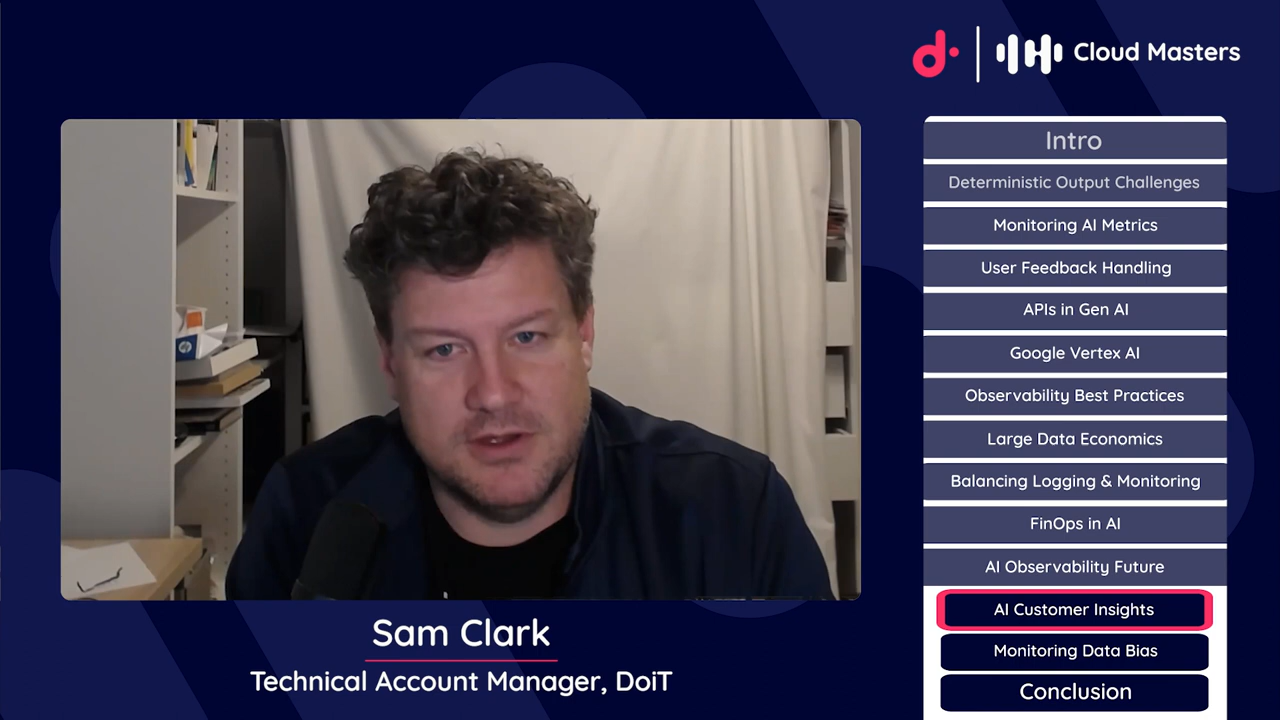 Cloud Masters
Intro
Deterministic Output Challenges
Monitoring AI Metrics
User Feedback Handling
APIs in Gen AI
Google Vertex AI
Observability Best Practices
Large Data Economics
Balancing Logging & Monitoring
FinOps in AI
AI Observability Future
AI Customer Insights
Monitoring Data Bias
Conclusion
Sam Clark
Technical Account Manager, DoiT